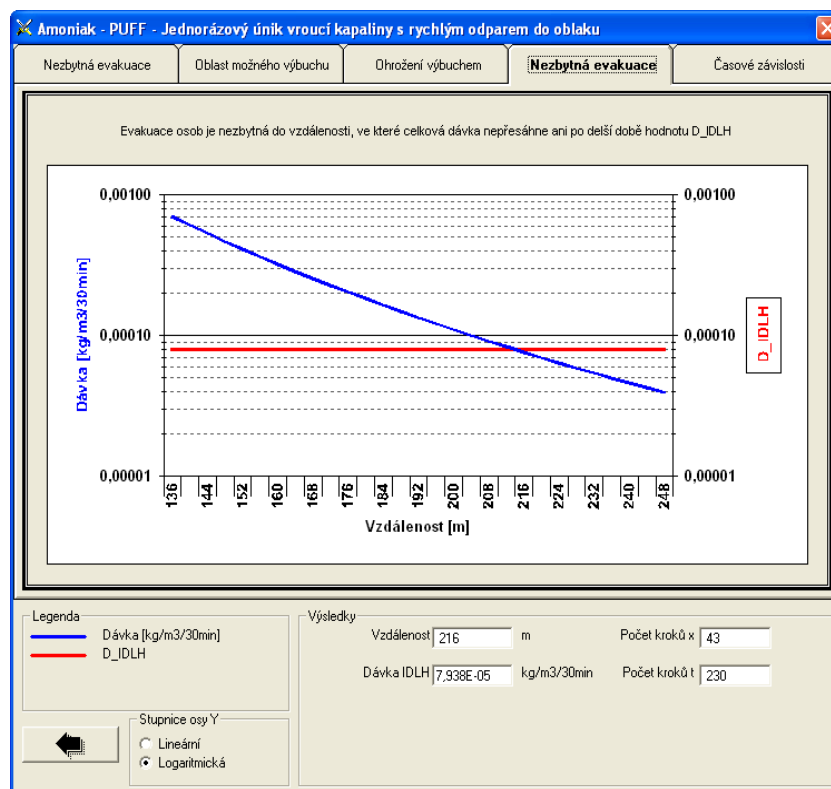 Amoniak - PUFF - Jednorázový únik vroucí kapaliny s rychlým odparem do oblaku
Nezbytná evakuace
Oblast možného výbuchu
Ohrožení výbuchem
Nezbytná evakuace
Časové závislosti
Evakuace osob je nezbytná do vzdálenosti, ve které celková dávka nepřesáhne ani po delší době hodnotu D_IDLH
0,00100
0,00100
Dávka [kg/m3/30min]
0,00010
0,00010
D_IDLH
0,00001
0,00001
136 144 152 160 168 176 184 192 200 208 216 224 232 240 248
Vzdálenost [m]
Legenda
Dávka [kg/m3/30min]
D_IDLH
Stupnice osy Y
Lineární
Logaritmická
Výsledky
Vzdálenost 216 m Počet kroků x 43
Dávka IDLH 7,938E-05 kg/m3/30min Počet kroků t 230